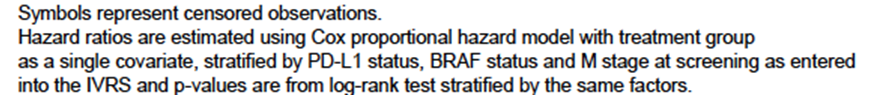 Symbols represent censored observations.
Hazard ratios are estimated using Cox proportional hazard model with treatment group
as a single covariate, stratified by PD-L1 status, BRAF status and M stage at screening as entered
into the IVRS and p-values are from log-rank test stratified by the same factors.